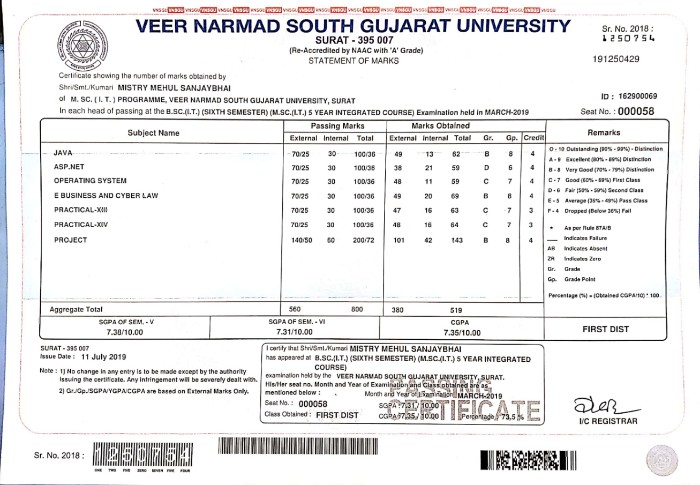 VEER NARMAD SOUTH GUJARAT UNIVERSITY
SURAT - 395 007
(Re-Accredited by NAAC with 'A' Grade)
STATEMENT OF MARKS
Sr. No. 2018 :
1250754
191250429
Certificate showing the number of marks obtained by
Shri/Smt./Kumari MISTRY MEHUL SANJAYBHAI
ID : 162900069
of M. SC. ( I. T. ) PROGRAMME, VEER NARMAD SOUTH GUJARAT UNIVERSITY, SURAT
In each head of passing at the B.SC.(I.T.) (SIXTH SEMESTER) (M.SC.(I.T.) 5 YEAR INTEGRATED COURSE) Examination held in MARCH-2019
Seat No.: 000058
Subject Name Passing Marks Marks Obtained Remarks
External Internal Total External Internal Total Gr. Gp. Credit
JAVA 70/25 30 100/36 49 13 62 B 8 4
ASP.NET 70/25 30 100/36 38 21 59 D 6 4
OPERATING SYSTEM 70/25 30 100/36 48 11 59 C 7 4
E BUSINESS AND CYBER LAW 70/25 30 100/36 49 20 69 B 8 4
PRACTICAL-XIII 70/25 30 100/36 47 16 63 C 7 3
PRACTICAL-XIV 70/25 30 100/36 48 16 64 C 7 3
PROJECT 140/50 60 200/72 101 42 143 B 8 4
O - 10 Outstanding (90% - 99%) - Distinction
A - 9 Excellent (80% - 89%) Distinction
B - 8 Very Good (70% - 79%) Distinction
C - 7 Good (60% - 69%) First Class
D - 6 Fair (50% - 59%) Second Class
E - 5 Average (36% - 49%) Pass Class
F - 4 Dropped (Below 36%) Fail
* As per Rule 87A/B
___ Indicates Failure
AB Indicates Absent
ZR Indicates Zero
Gr. Grade
Gp. Grade Point
Percentage (%) = (Obtained CGPA/10) * 100.
Aggregate Total 560 800 380 519
SGPA OF SEM. - V SGPA OF SEM. - VI CGPA
7.38/10.00 7.31/10.00 7.35/10.00 FIRST DIST
SURAT - 395 007
Issue Date : 11 July 2019
Note : 1) No change in any entry is to be made except by the authority
issuing the certificate. Any infringement will be severely dealt with.
2) Gr./Gp./SGPA/YGPA/CGPA are based on External Marks Only.
I certify that Shri/Smt./Kumari MISTRY MEHUL SANJAYBHAI
has appeared at B.SC.(I.T.) (SIXTH SEMESTER) (M.SC.(I.T.) 5 YEAR INTEGRATED
COURSE)
examination held by the VEER NARMAD SOUTH GUJARAT UNIVERSITY, SURAT.
His/Her seat no. Month and Year of Examination and Class obtained are as
mentioned below : Month and Year of Examination MARCH-2019
Seat No. : 000058 SGPA : 7.31 / 10.00
Class Obtained : FIRST DIST CGPA : 7.35 / 10.00 Percentage : 73.5 %
PASSING
CERTIFICATE
I/C REGISTRAR
Sr. No. 2018 : 1250754
ONE TWO FIVE ZERO SEVEN FIVE FOUR